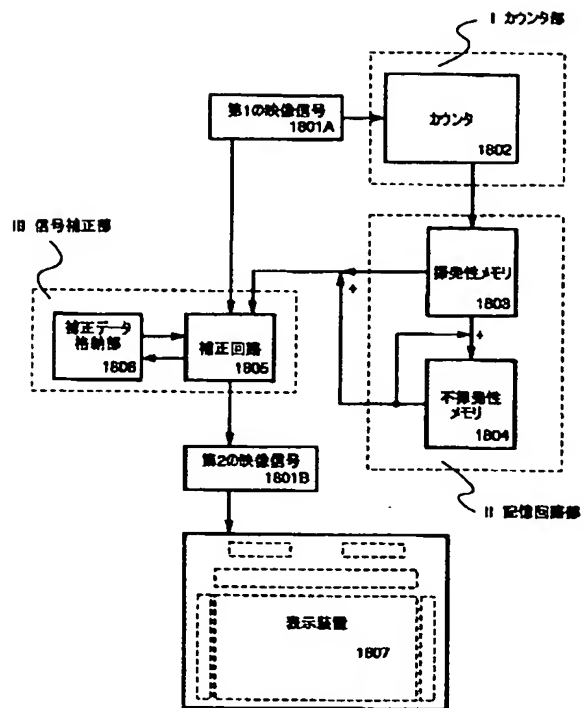 I カウンタ部
第1の映像信号
1801A
カウンタ
1802
III 信号補正部
揮発性メモリ
1803
補正データ
格納部
1806
補正回路
1805
+
+
不揮発性
メモリ
1804
第2の映像信号
1801B
II 記憶回路部
表示装置
1807